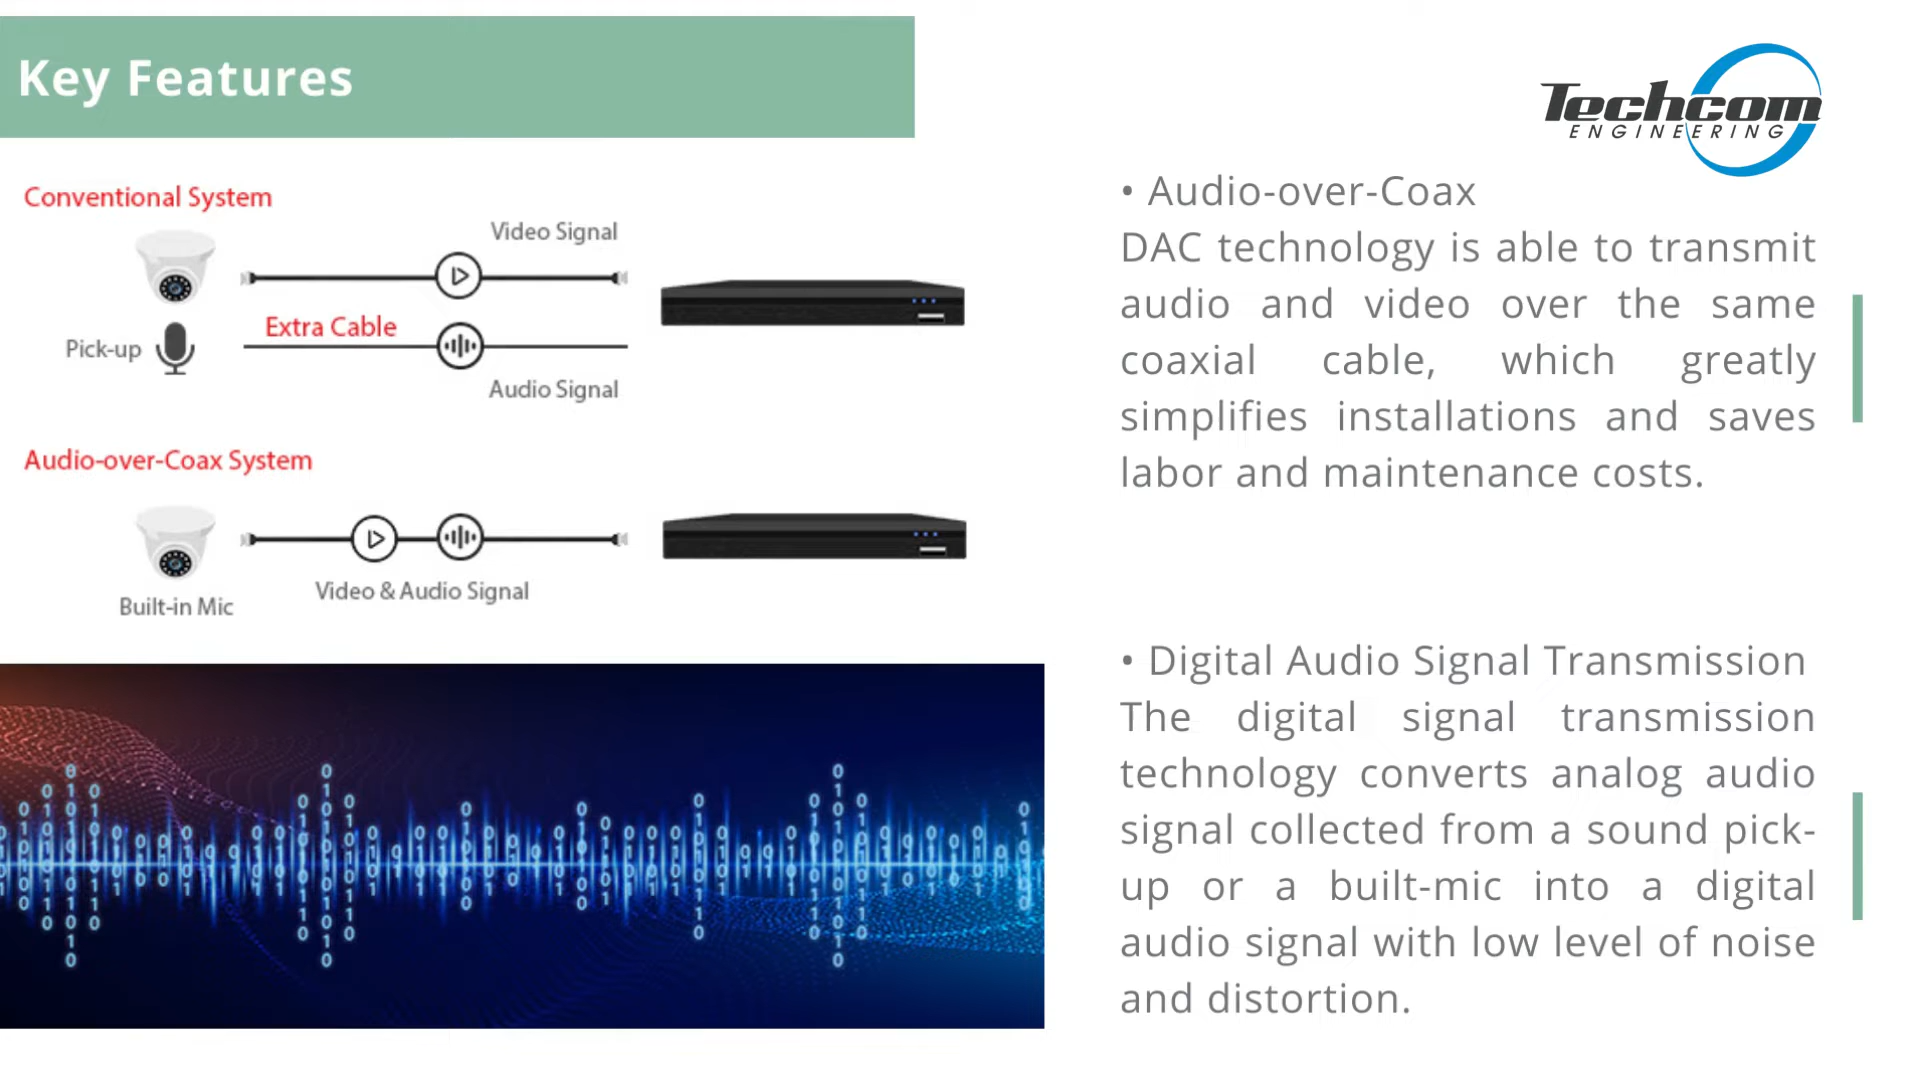 Key Features
Techcom
ENGINEERING
Conventional System
Video Signal
Extra Cable
Pick-up
Audio Signal
Audio-over-Coax System
Video & Audio Signal
Built-in Mic
• Audio-over-Coax
DAC technology is able to transmit
audio and video over the same
coaxial cable, which greatly
simplifies installations and saves
labor and maintenance costs.
• Digital Audio Signal Transmission
The digital signal transmission
technology converts analog audio
signal collected from a sound pick-
up or a built-mic into a digital
audio signal with low level of noise
and distortion.